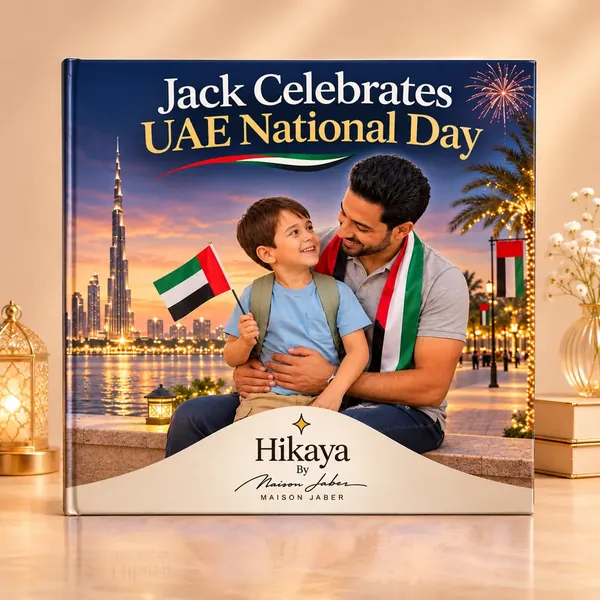 Jack Celebrates
UAE National Day
Hikaya
By
Maison Jaber
MAISON JABER